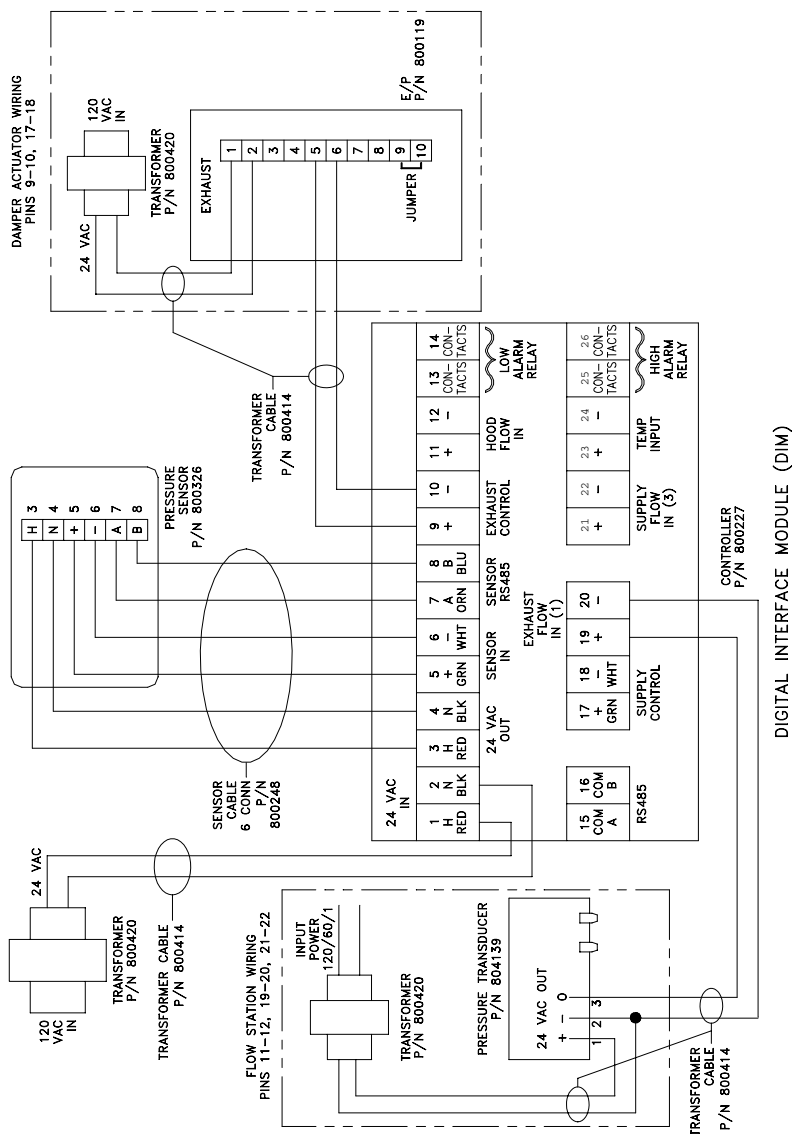 DAMPER ACTUATOR WIRING
PINS 9-10, 17-18
120
VAC
IN
24 VAC
TRANSFORMER
P/N 800420
EXHAUST
1
2
3
4
5
6
7
8
9
10
JUMPER
E/P
P/N 800119
TRANSFORMER
CABLE
P/N 800414
H 3
N 4
+ 5
- 6
A 7
B 8
PRESSURE
SENSOR
P/N 800326
SENSOR
CABLE
6 CONN
P/N
800248
120
VAC
IN
24 VAC
TRANSFORMER
P/N 800420
TRANSFORMER CABLE
P/N 800414
24 VAC
IN
1 H RED
2 N BLK
3 H RED
4 N BLK
5 + GRN
6 - WHT
7 A ORN
8 B BLU
9 +
10 -
11 +
12 -
13 CON-
TACTS
14 CON-
TACTS
24 VAC
OUT
SENSOR
IN
SENSOR
RS485
EXHAUST
CONTROL
HOOD
FLOW
IN
LOW
ALARM
RELAY
EXHAUST
FLOW
IN (1)
15 COM A
16 COM B
17 + GRN
18 - WHT
19 +
20 -
21 +
22 -
23 +
24 -
25 CON-
TACTS
26 CON-
TACTS
RS485
SUPPLY
CONTROL
SUPPLY
FLOW
IN (3)
TEMP
INPUT
HIGH
ALARM
RELAY
CONTROLLER
P/N 800227
FLOW STATION WIRING
PINS 11-12, 19-20, 21-22
INPUT
POWER
120/60/1
TRANSFORMER
P/N 800420
PRESSURE TRANSDUCER
P/N 804139
24 VAC OUT
+ - O
1 2 3
TRANSFORMER
CABLE
P/N 800414
DIGITAL INTERFACE MODULE (DIM)